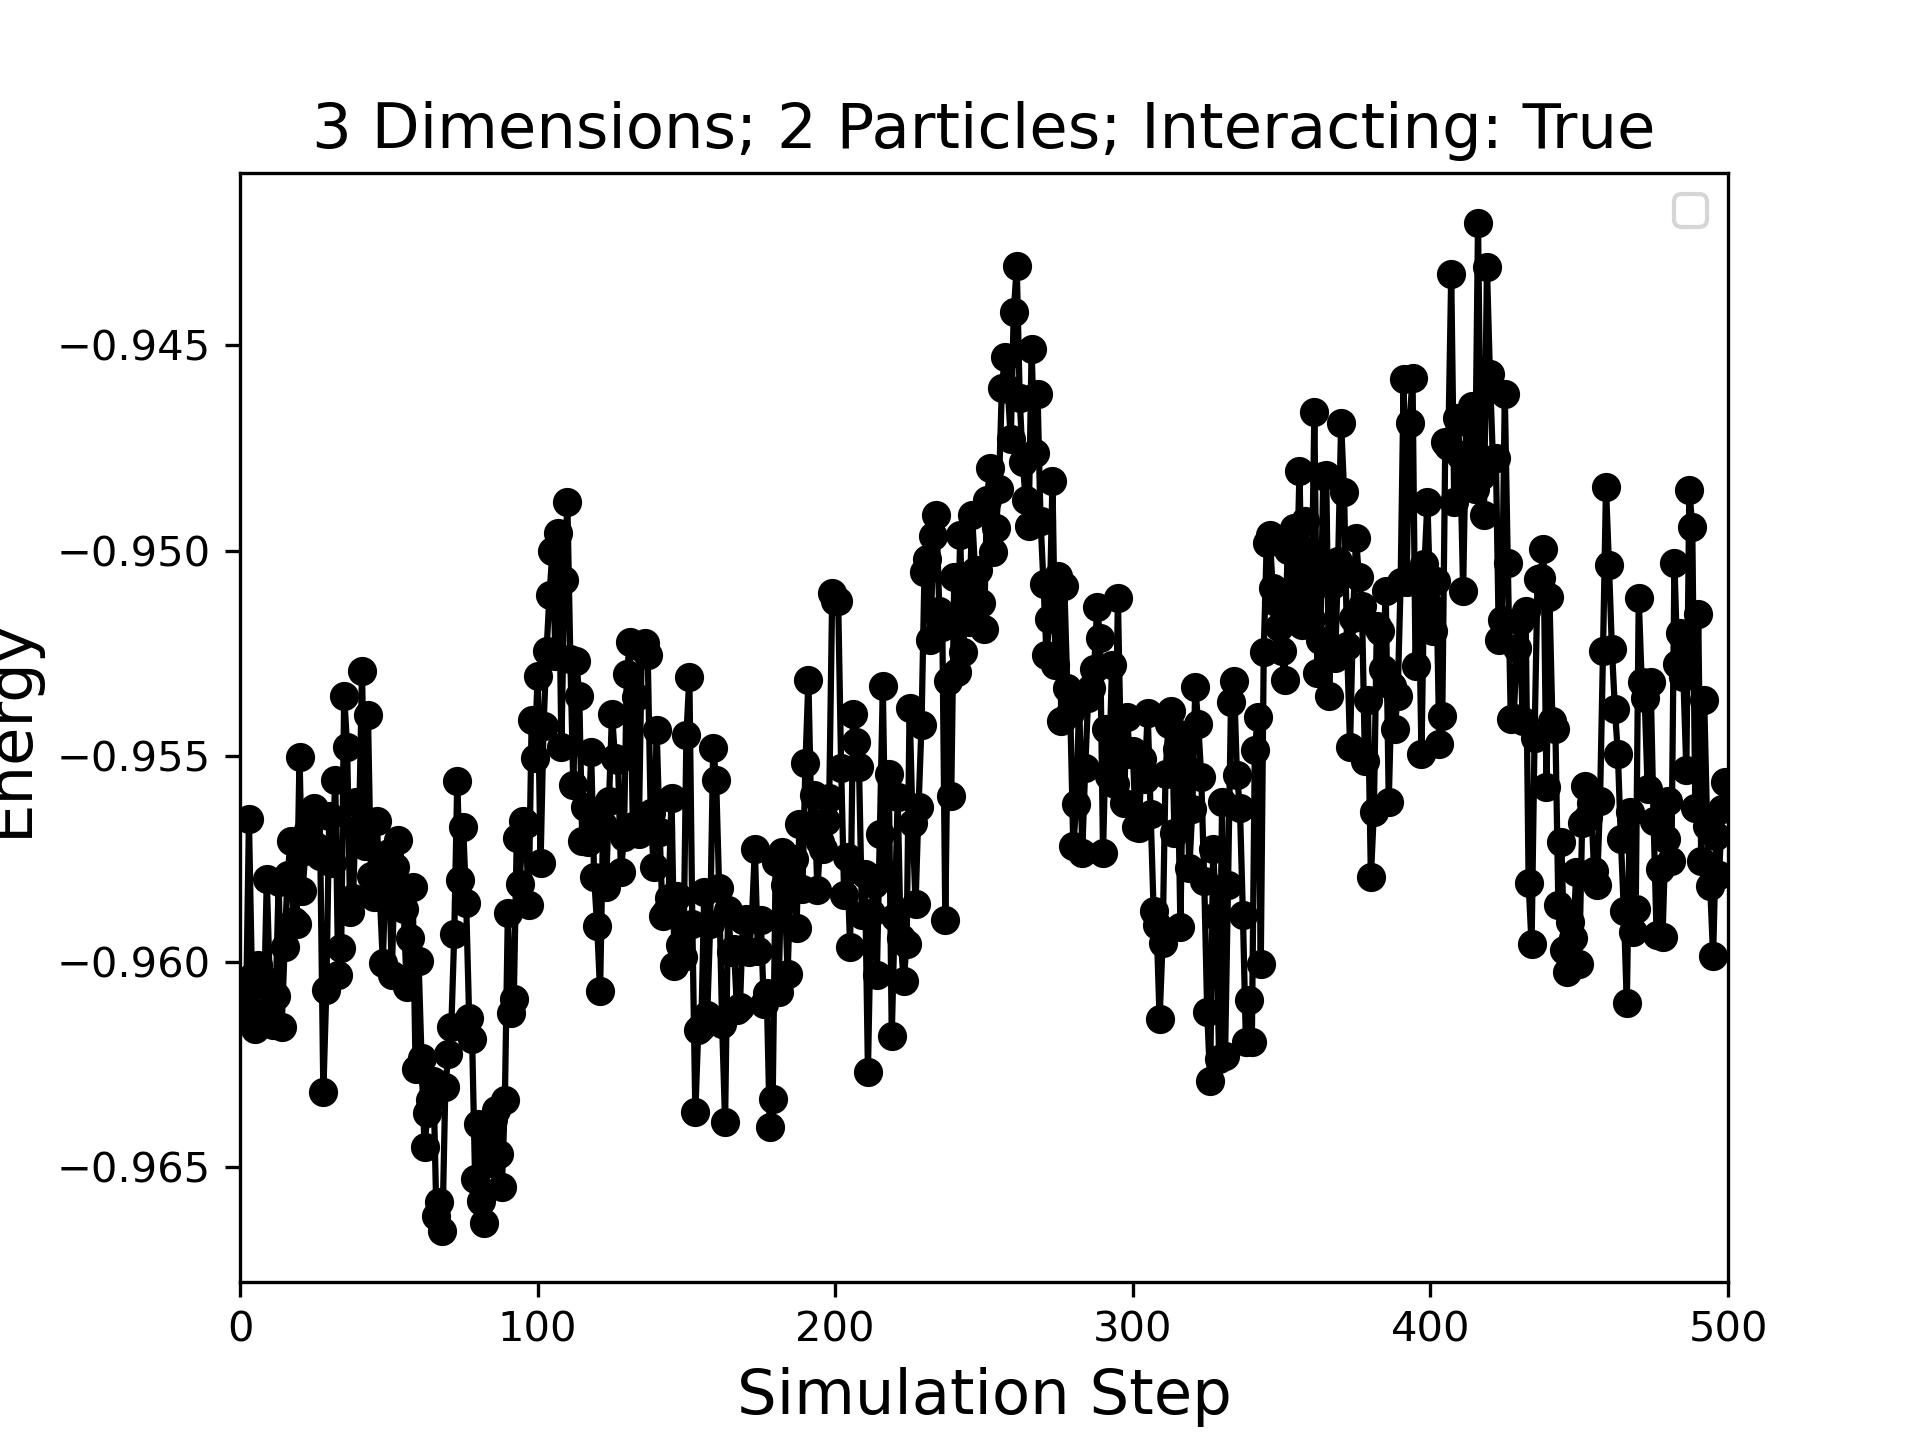 3 Dimensions; 2 Particles; Interacting: True
Energy
−0.945
−0.950
−0.955
−0.960
−0.965
0 100 200 300 400 500
Simulation Step